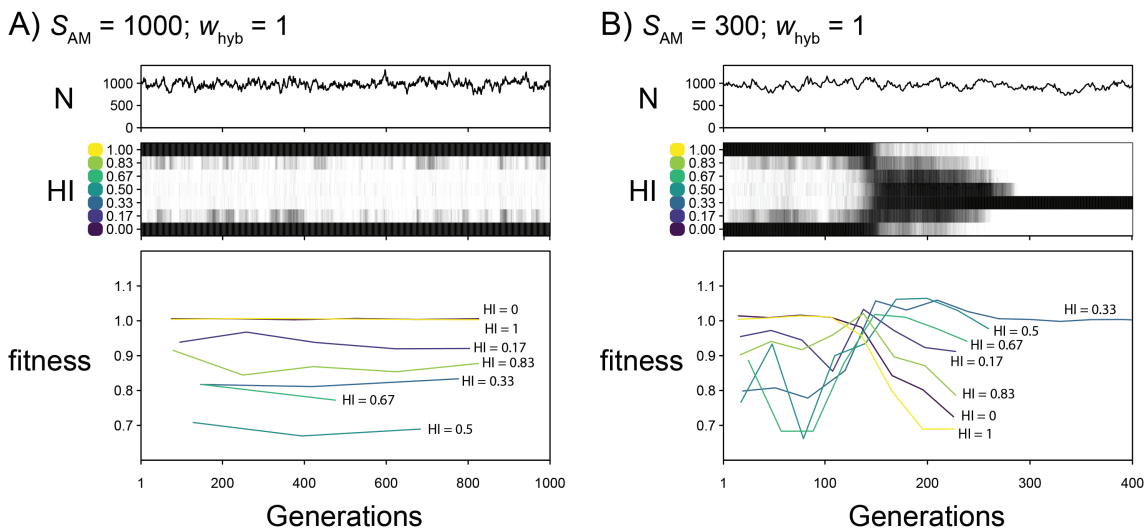 A) S_AM = 1000; w_hyb = 1
N
1000
500
0
HI
1.00
0.83
0.67
0.50
0.33
0.17
0.00
fitness
1.1
1.0
0.9
0.8
0.7
HI = 0
HI = 1
HI = 0.17
HI = 0.83
HI = 0.33
HI = 0.67
HI = 0.5
1 200 400 600 800 1000
Generations
B) S_AM = 300; w_hyb = 1
N
1000
500
0
HI
1.00
0.83
0.67
0.50
0.33
0.17
0.00
fitness
1.1
1.0
0.9
0.8
0.7
HI = 0.33
HI = 0.5
HI = 0.67
HI = 0.17
HI = 0.83
HI = 0
HI = 1
1 100 200 300 400
Generations